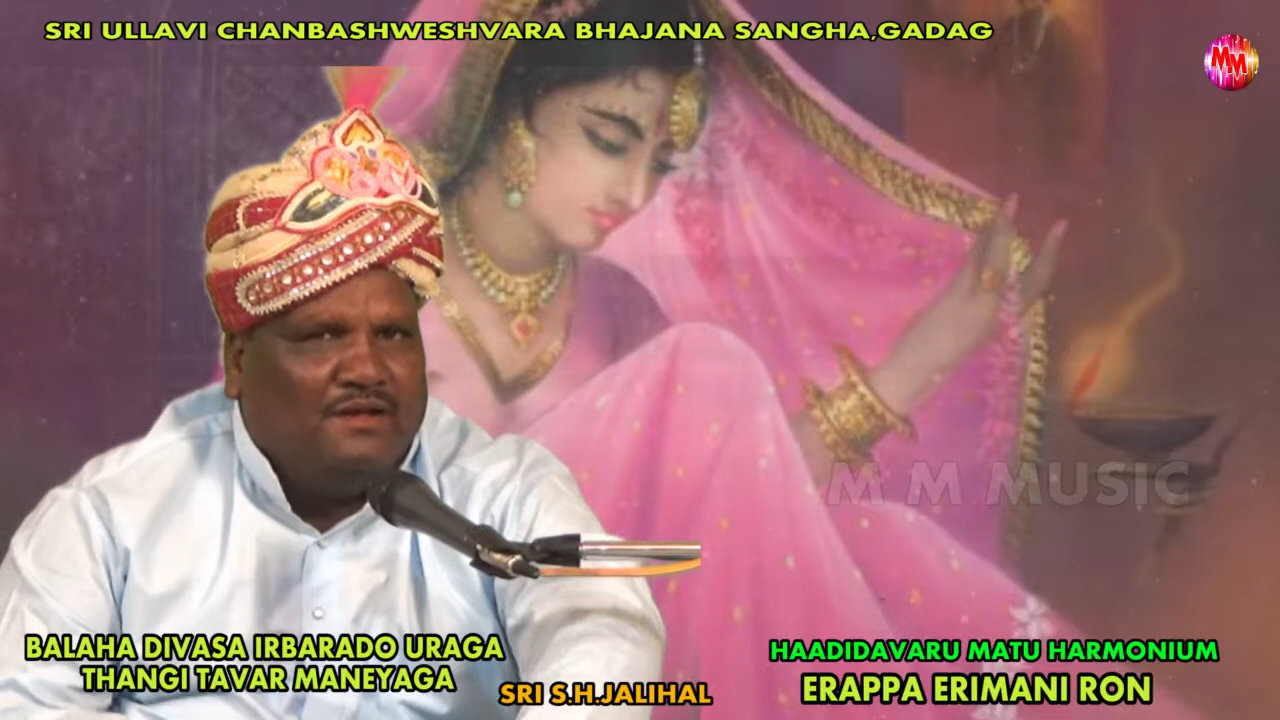 SRI ULLAVI CHANBASHWESHVARA BHAJANA SANGHA,GADAG
MM
M M MUSIC
BALAHA DIVASA IRBARADO URAGA
THANGI TAVAR MANEYAGA
SRI S.H.JALIHAL
HAADIDAVARU MATU HARMONIUM
ERAPPA ERIMANI RON